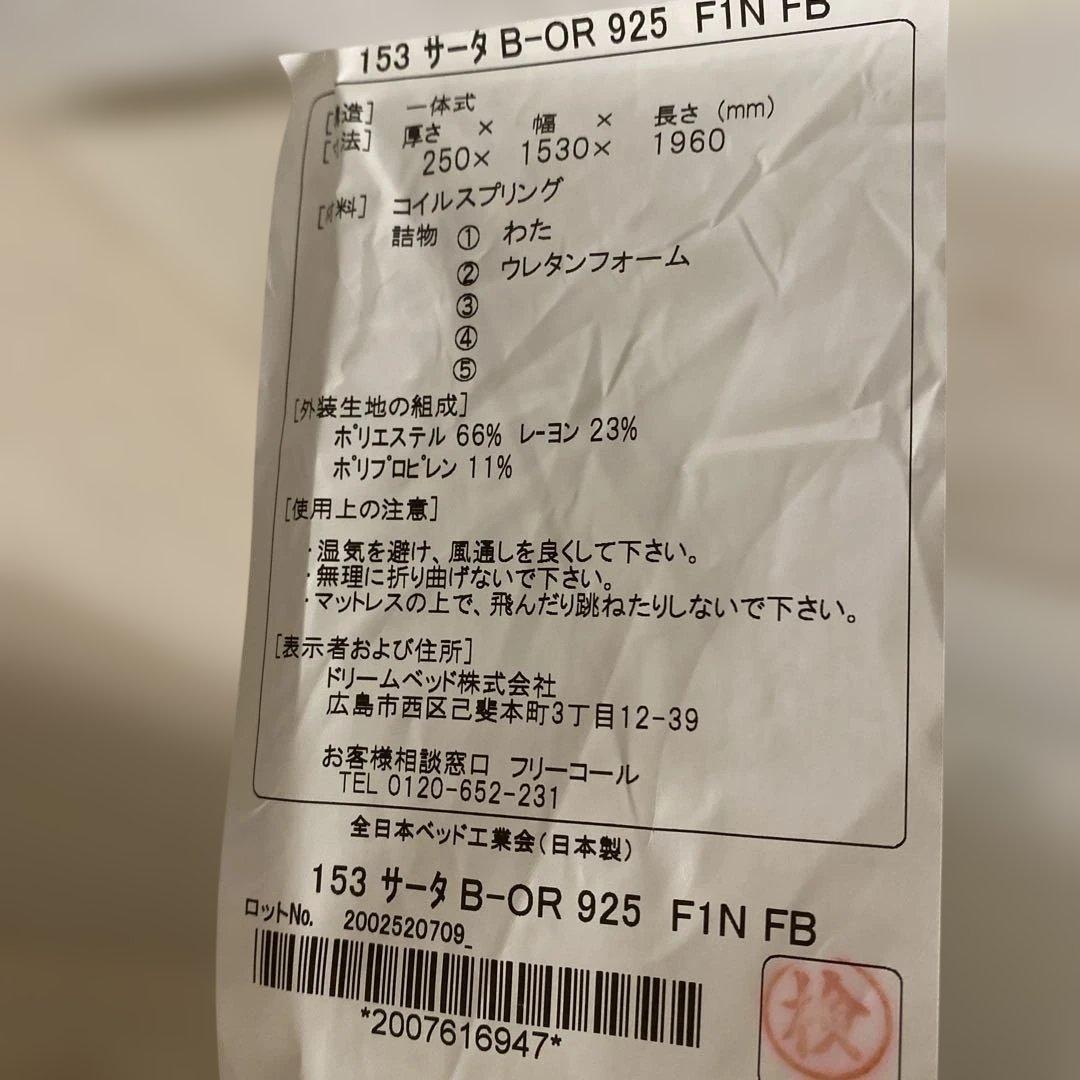 153 サータ B-OR 925 F1N FB
[構造] 一体式
[寸法] 厚さ × 幅 × 長さ (mm)
250× 1530× 1960
[材料] コイルスプリング
詰物 ① わた
② ウレタンフォーム
③
④
⑤
[外装生地の組成]
ポリエステル 66% レーヨン 23%
ポリプロピレン 11%
[使用上の注意]
・湿気を避け、風通しを良くして下さい。
・無理に折り曲げないで下さい。
・マットレスの上で、飛んだり跳ねたりしないで下さい。
[表示者および住所]
ドリームベッド株式会社
広島市西区己斐本町3丁目12-39
お客様相談窓口 フリーコール
TEL 0120-652-231
全日本ベッド工業会(日本製)
153 サータ B-OR 925 F1N FB
ロットNo. 2002520709_
*2007616947*
検